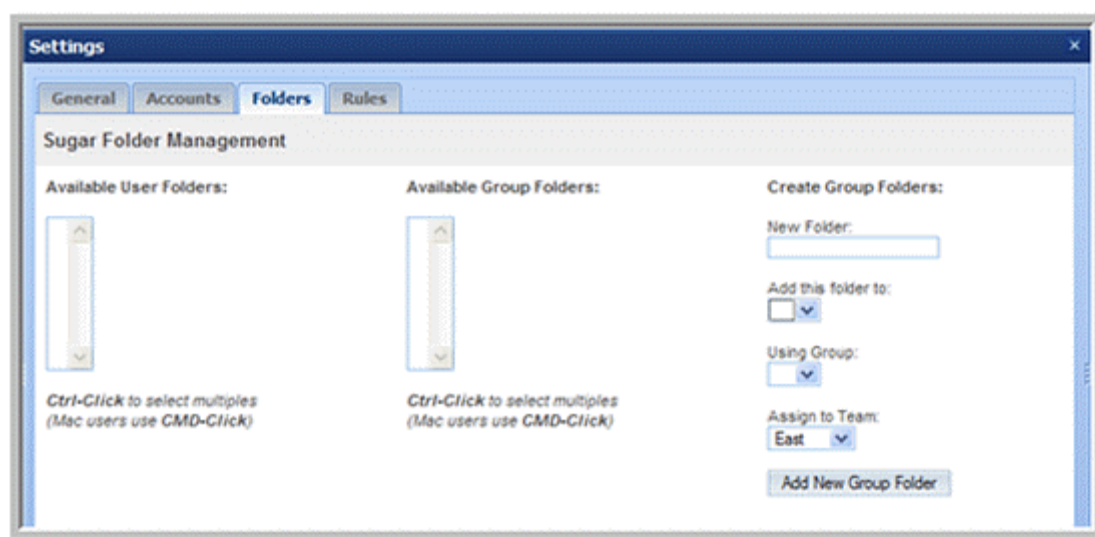 Settings
General Accounts Folders Rules
Sugar Folder Management
Available User Folders:
Ctrl-Click to select multiples
(Mac users use CMD-Click)
Available Group Folders:
Ctrl-Click to select multiples
(Mac users use CMD-Click)
Create Group Folders:
New Folder:
Add this folder to:
Using Group:
Assign to Team:
East
Add New Group Folder